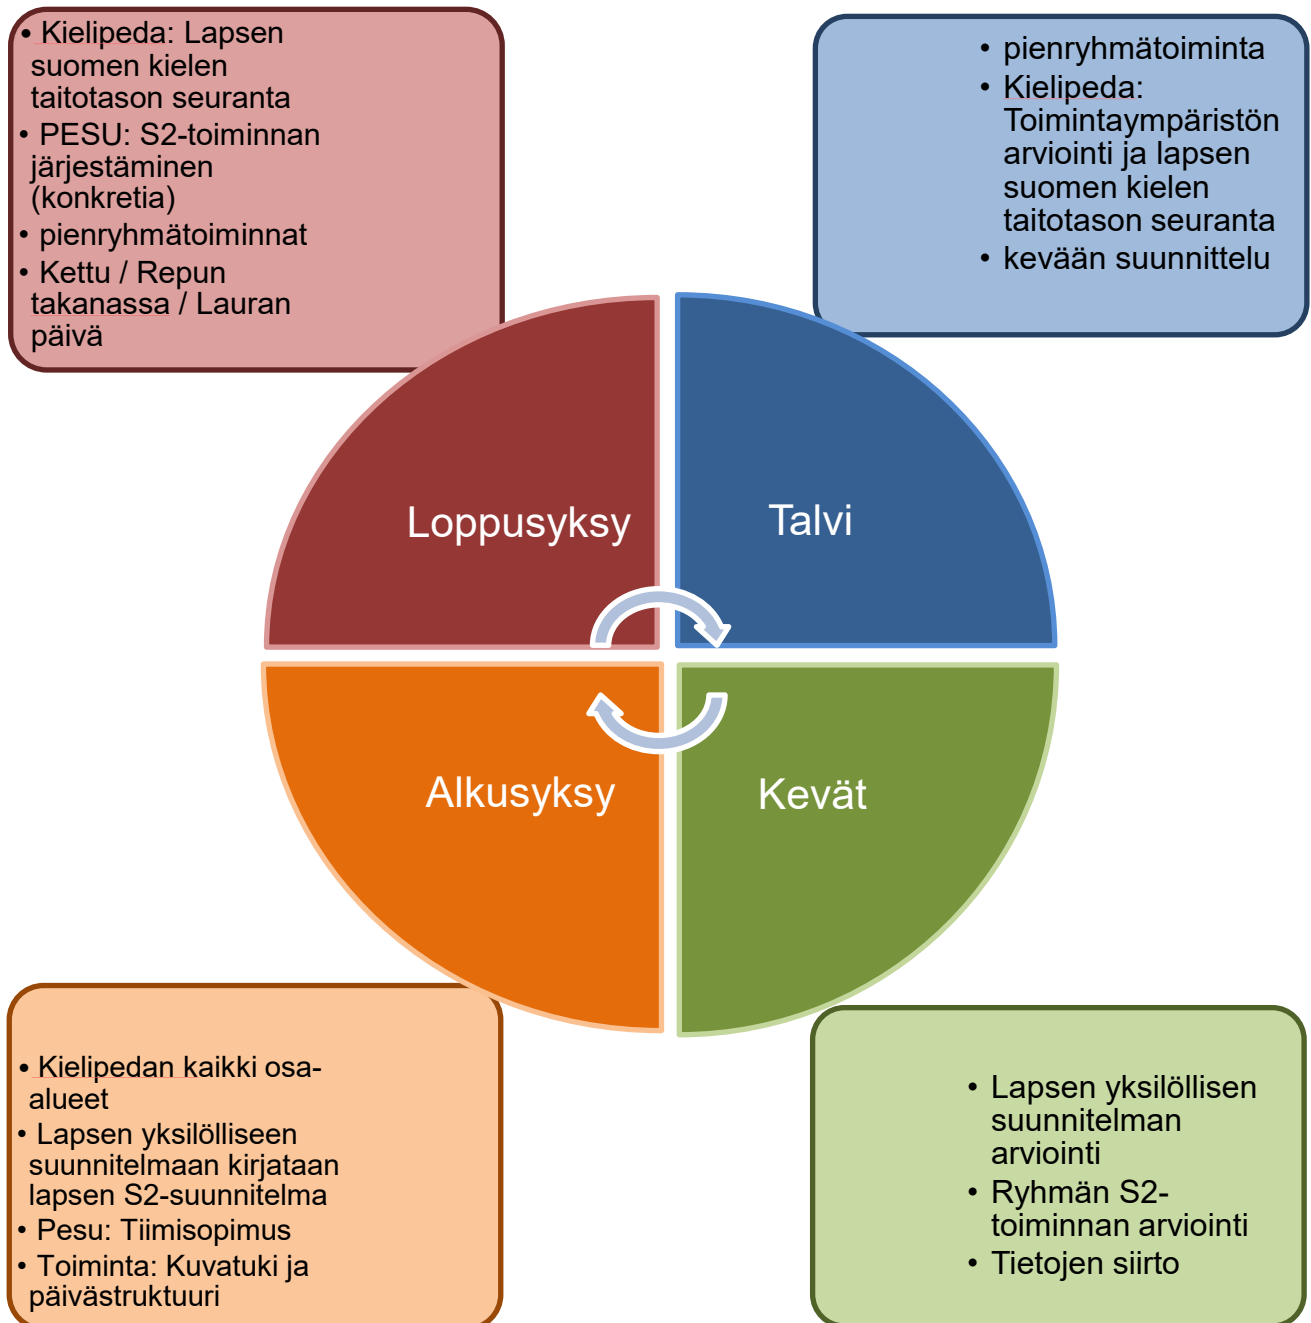 • Kielipeda: Lapsen
suomen kielen
taitotason seuranta
• PESU: S2-toiminnan
järjestäminen
(konkretia)
• pienryhmätoiminnat
• Kettu / Repun
takanassa / Lauran
päivä
• pienryhmätoiminta
• Kielipeda:
Toimintaympäristön
arviointi ja lapsen
suomen kielen
taitotason seuranta
• kevään suunnittelu
Loppusyksy
Talvi
Alkusyksy
Kevät
• Kielipedan kaikki osa-
alueet
• Lapsen yksilölliseen
suunnitelmaan kirjataan
lapsen S2-suunnitelma
• Pesu: Tiimisopimus
• Toiminta: Kuvatuki ja
päivästruktuuri
• Lapsen yksilöllisen
suunnitelman
arviointi
• Ryhmän S2-
toiminnan arviointi
• Tietojen siirto